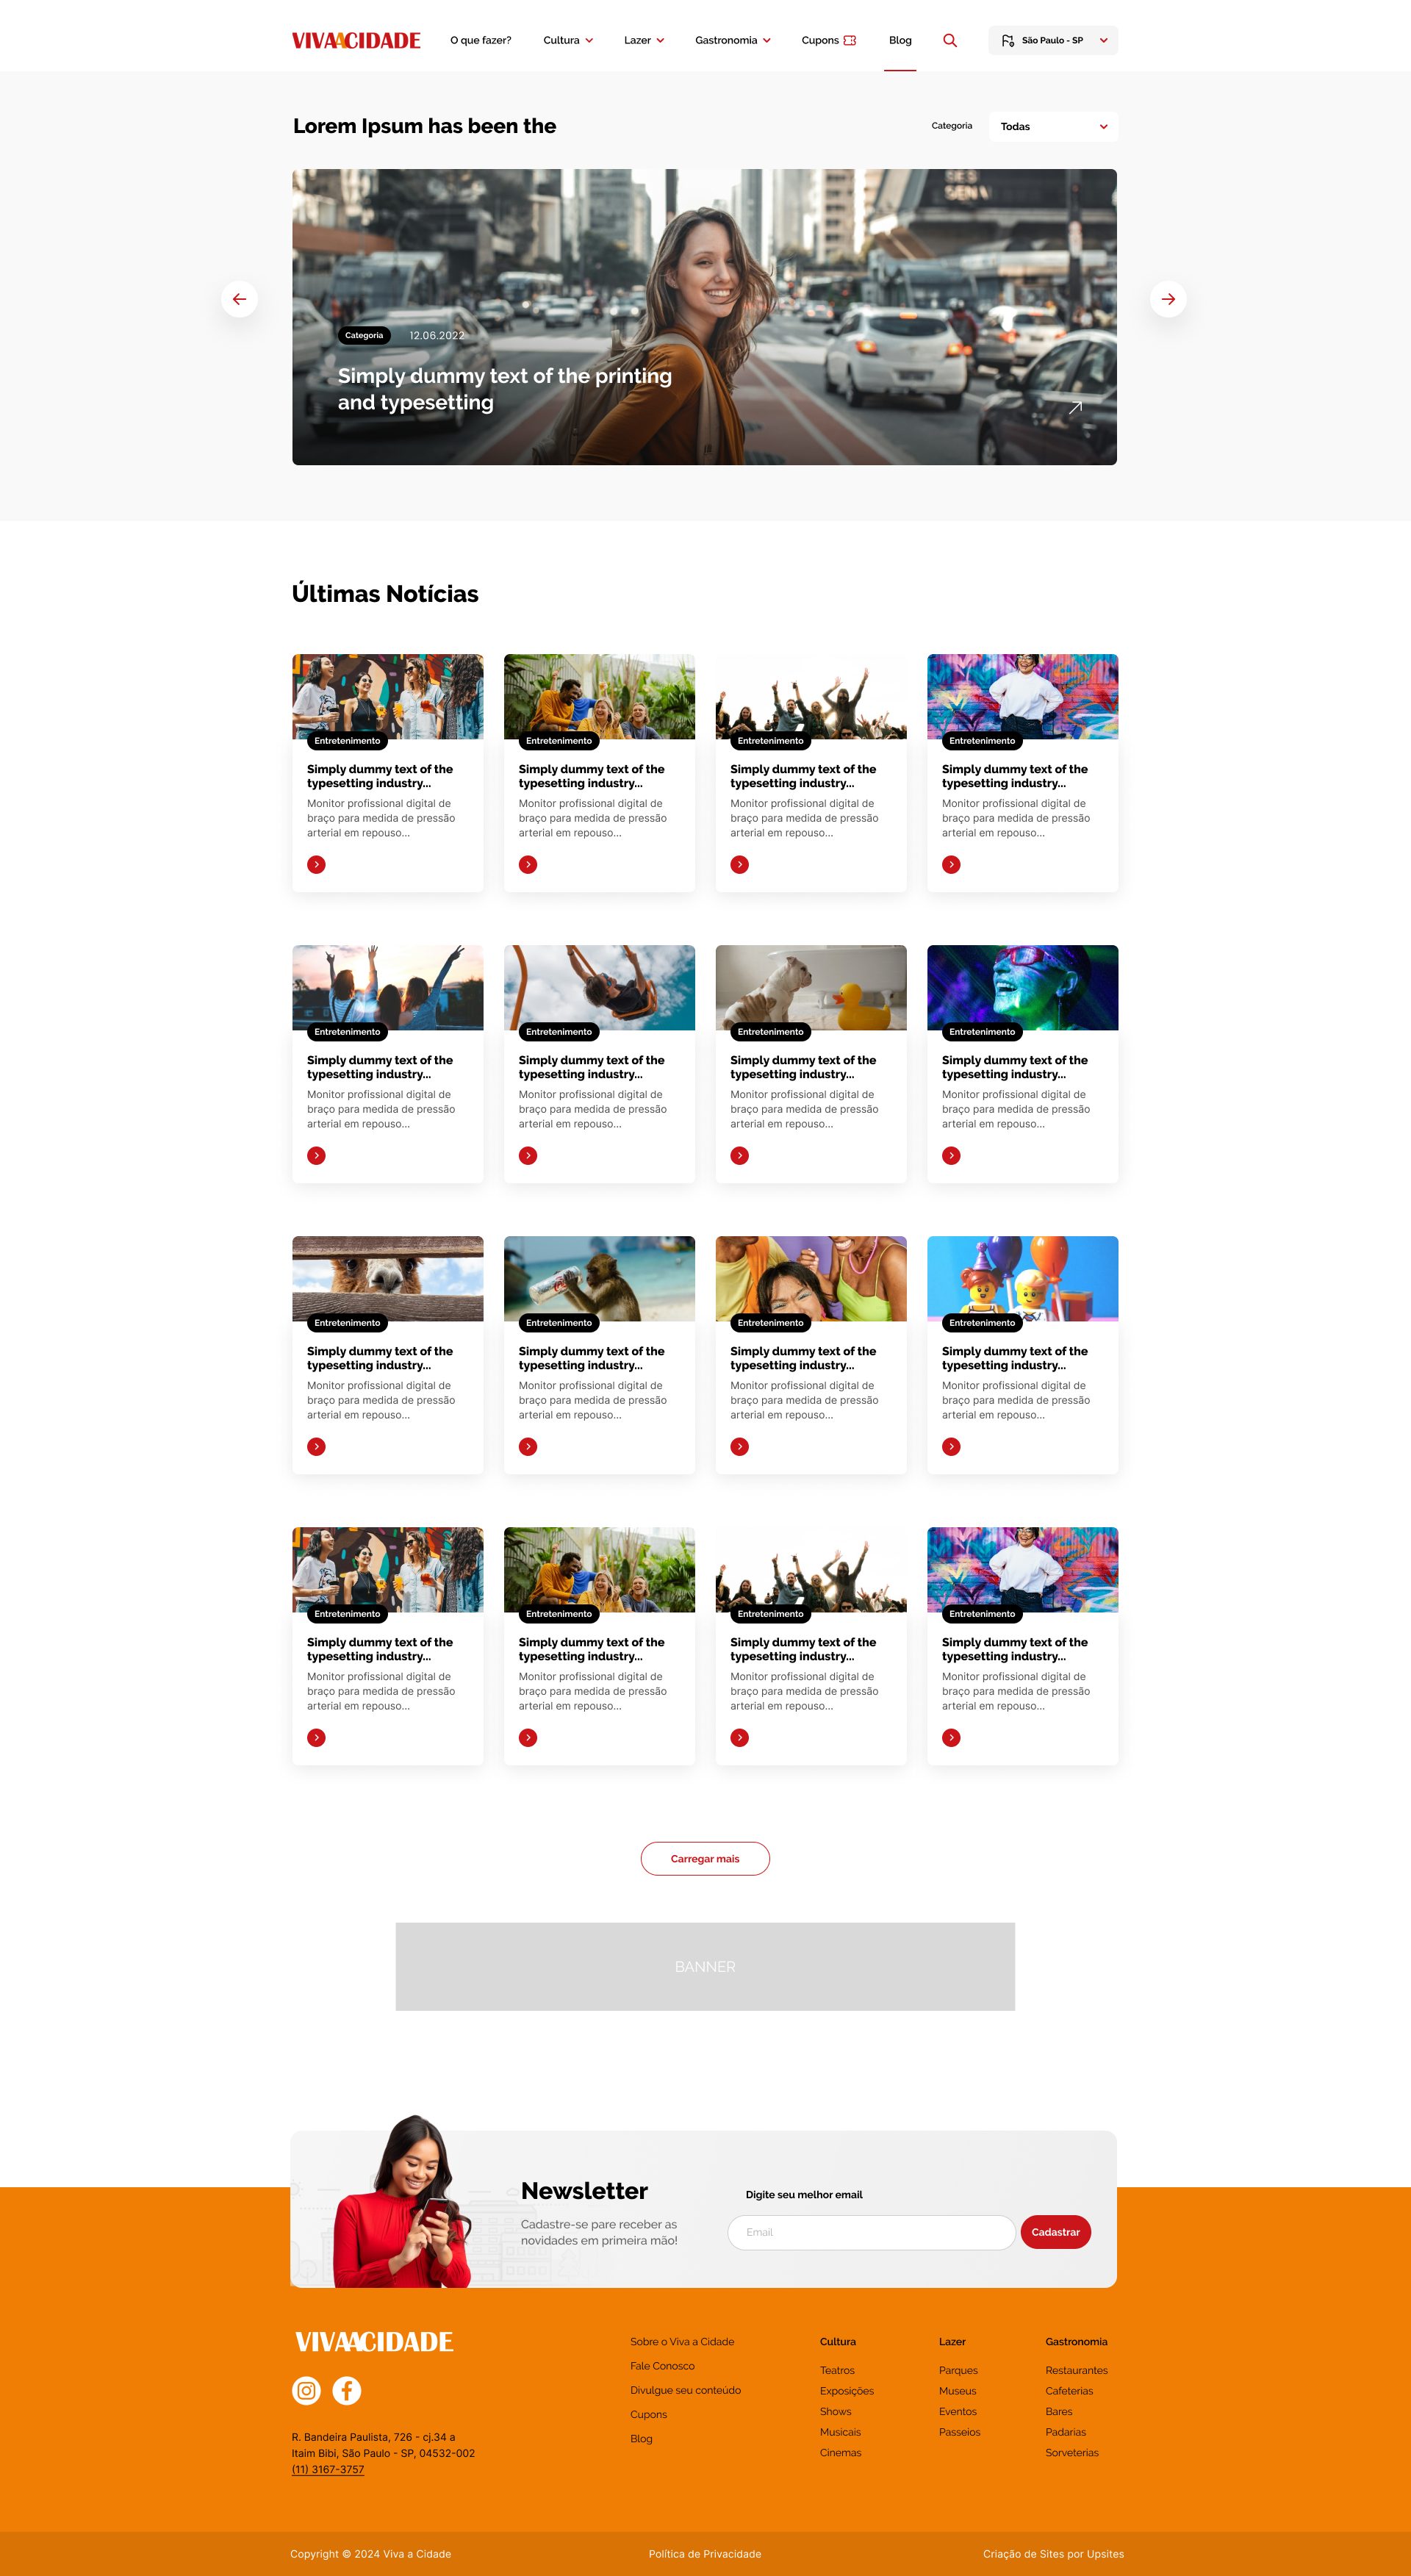 VIVAACIDADE
O que fazer?
Cultura
Lazer
Gastronomia
Cupons
Blog
São Paulo - SP
Lorem Ipsum has been the
Categoria
Todas
Categoria
12.06.2022
Simply dummy text of the printing
and typesetting
Últimas Notícias
Entretenimento
Simply dummy text of the
typesetting industry...
Monitor profissional digital de
braço para medida de pressão
arterial em repouso...
Entretenimento
Simply dummy text of the
typesetting industry...
Monitor profissional digital de
braço para medida de pressão
arterial em repouso...
Entretenimento
Simply dummy text of the
typesetting industry...
Monitor profissional digital de
braço para medida de pressão
arterial em repouso...
Entretenimento
Simply dummy text of the
typesetting industry...
Monitor profissional digital de
braço para medida de pressão
arterial em repouso...
Entretenimento
Simply dummy text of the
typesetting industry...
Monitor profissional digital de
braço para medida de pressão
arterial em repouso...
Entretenimento
Simply dummy text of the
typesetting industry...
Monitor profissional digital de
braço para medida de pressão
arterial em repouso...
Entretenimento
Simply dummy text of the
typesetting industry...
Monitor profissional digital de
braço para medida de pressão
arterial em repouso...
Entretenimento
Simply dummy text of the
typesetting industry...
Monitor profissional digital de
braço para medida de pressão
arterial em repouso...
Entretenimento
Simply dummy text of the
typesetting industry...
Monitor profissional digital de
braço para medida de pressão
arterial em repouso...
Entretenimento
Simply dummy text of the
typesetting industry...
Monitor profissional digital de
braço para medida de pressão
arterial em repouso...
Entretenimento
Simply dummy text of the
typesetting industry...
Monitor profissional digital de
braço para medida de pressão
arterial em repouso...
Entretenimento
Simply dummy text of the
typesetting industry...
Monitor profissional digital de
braço para medida de pressão
arterial em repouso...
Entretenimento
Simply dummy text of the
typesetting industry...
Monitor profissional digital de
braço para medida de pressão
arterial em repouso...
Entretenimento
Simply dummy text of the
typesetting industry...
Monitor profissional digital de
braço para medida de pressão
arterial em repouso...
Entretenimento
Simply dummy text of the
typesetting industry...
Monitor profissional digital de
braço para medida de pressão
arterial em repouso...
Entretenimento
Simply dummy text of the
typesetting industry...
Monitor profissional digital de
braço para medida de pressão
arterial em repouso...
Carregar mais
BANNER
Newsletter
Cadastre-se pare receber as
novidades em primeira mão!
Digite seu melhor email
Email
Cadastrar
VIVAACIDADE
R. Bandeira Paulista, 726 - cj.34 a
Itaim Bibi, São Paulo - SP, 04532-002
(11) 3167-3757
Sobre o Viva a Cidade
Fale Conosco
Divulgue seu conteúdo
Cupons
Blog
Cultura
Teatros
Exposições
Shows
Musicais
Cinemas
Lazer
Parques
Museus
Eventos
Passeios
Gastronomia
Restaurantes
Cafeterias
Bares
Padarias
Sorveterias
Copyright © 2024 Viva a Cidade
Política de Privacidade
Criação de Sites por Upsites